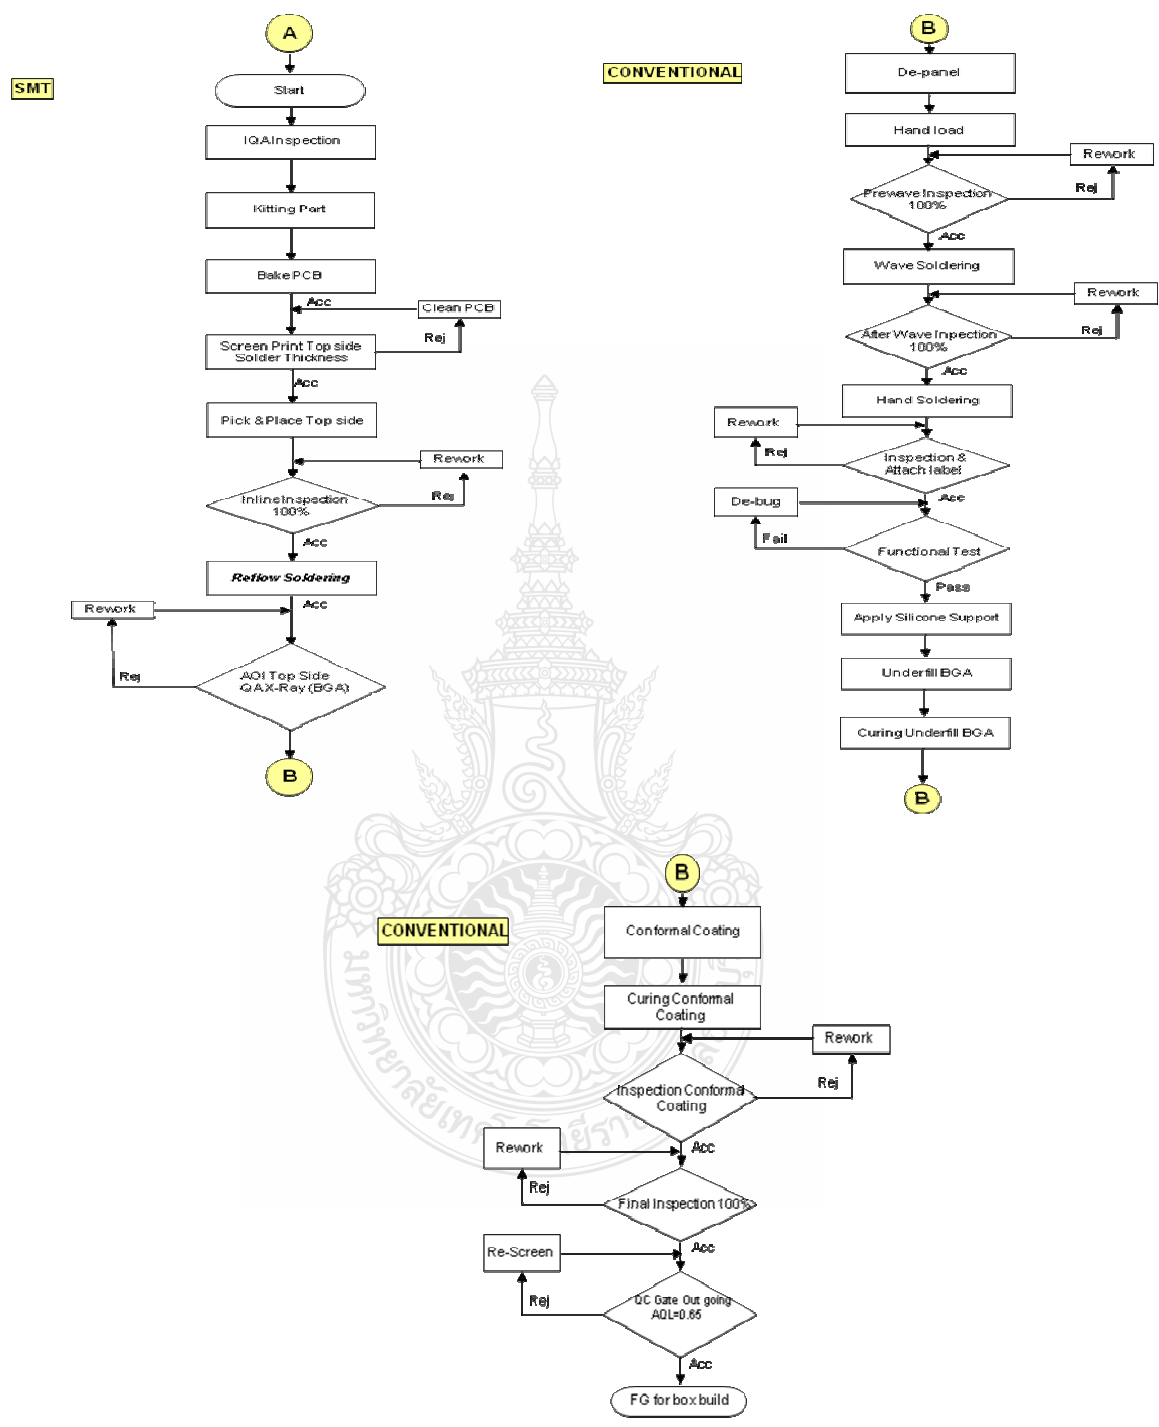 A
SMT
Start
IQA Inspection
Kitting Part
Bake PCB
Acc
Clean PCB
Rej
Screen Print Top side
Solder Thickness
Acc
Pick & Place Top side
Rework
Rej
Inline Inspection
100%
Acc
Reflow Soldering
Acc
Rework
Rej
AOI Top Side
QAX-Ray (BGA)
B
B
CONVENTIONAL
De-panel
Hand load
Rework
Rej
Prewave Inspection
100%
Acc
Wave Soldering
Rework
Rej
After Wave Inpection
100%
Acc
Hand Soldering
Rework
Rej
Inspection &
Attach label
Acc
De-bug
Fail
Functional Test
Pass
Apply Silicone Support
Underfill BGA
Curing Underfill BGA
B
B
CONVENTIONAL
Conformal Coating
Curing Conformal
Coating
Rework
Rej
Inspection Conformal
Coating
Acc
Rework
Rej
Final Inspection 100%
Acc
Re-Screen
Rej
QC Gate Out going
AQL=0.65
Acc
FG for box build